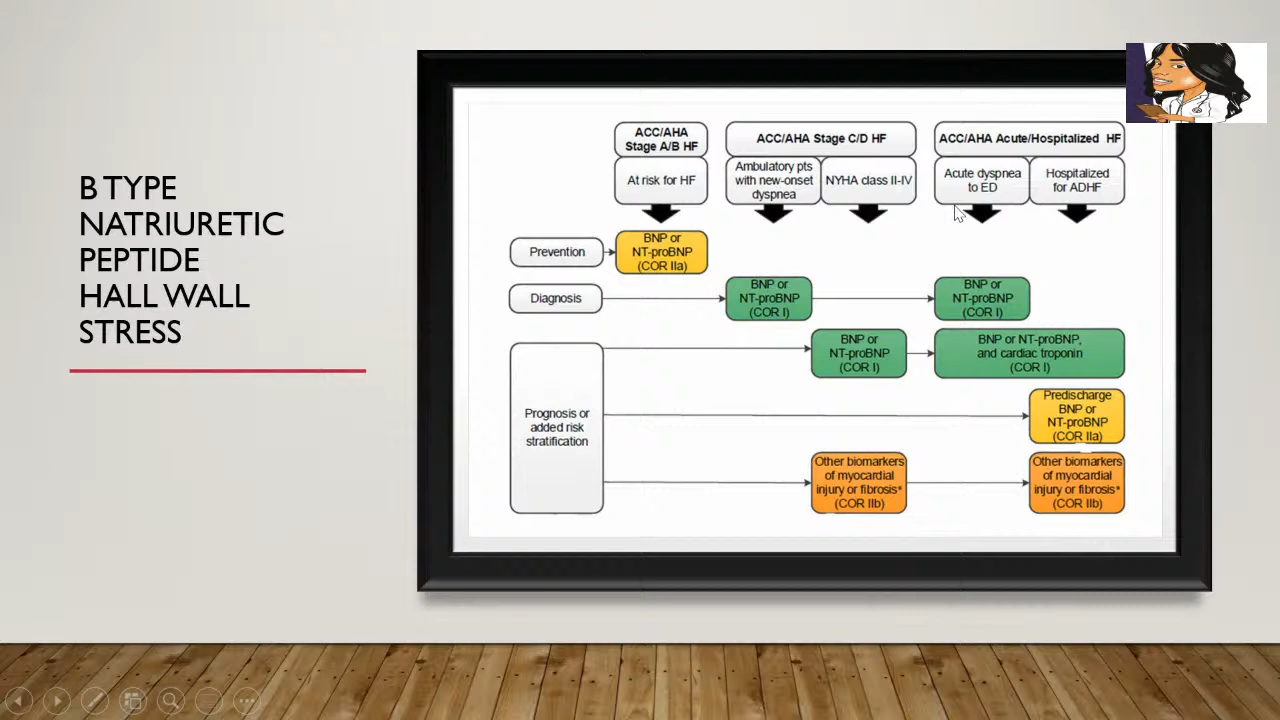 B TYPE
NATRIURETIC
PEPTIDE
HALL WALL
STRESS
ACC/AHA
Stage A/B HF
ACC/AHA Stage C/D HF
ACC/AHA Acute/Hospitalized HF
At risk for HF
Ambulatory pts
with new-onset
dyspnea
NYHA class II-IV
Acute dyspnea
to ED
Hospitalized
for ADHF
Prevention
BNP or
NT-proBNP
(COR IIa)
Diagnosis
BNP or
NT-proBNP
(COR I)
BNP or
NT-proBNP
(COR I)
Prognosis or
added risk
stratification
BNP or
NT-proBNP
(COR I)
BNP or NT-proBNP,
and cardiac troponin
(COR I)
Predischarge
BNP or
NT-proBNP
(COR IIa)
Other biomarkers
of myocardial
injury or fibrosis*
(COR IIb)
Other biomarkers
of myocardial
injury or fibrosis*
(COR IIb)